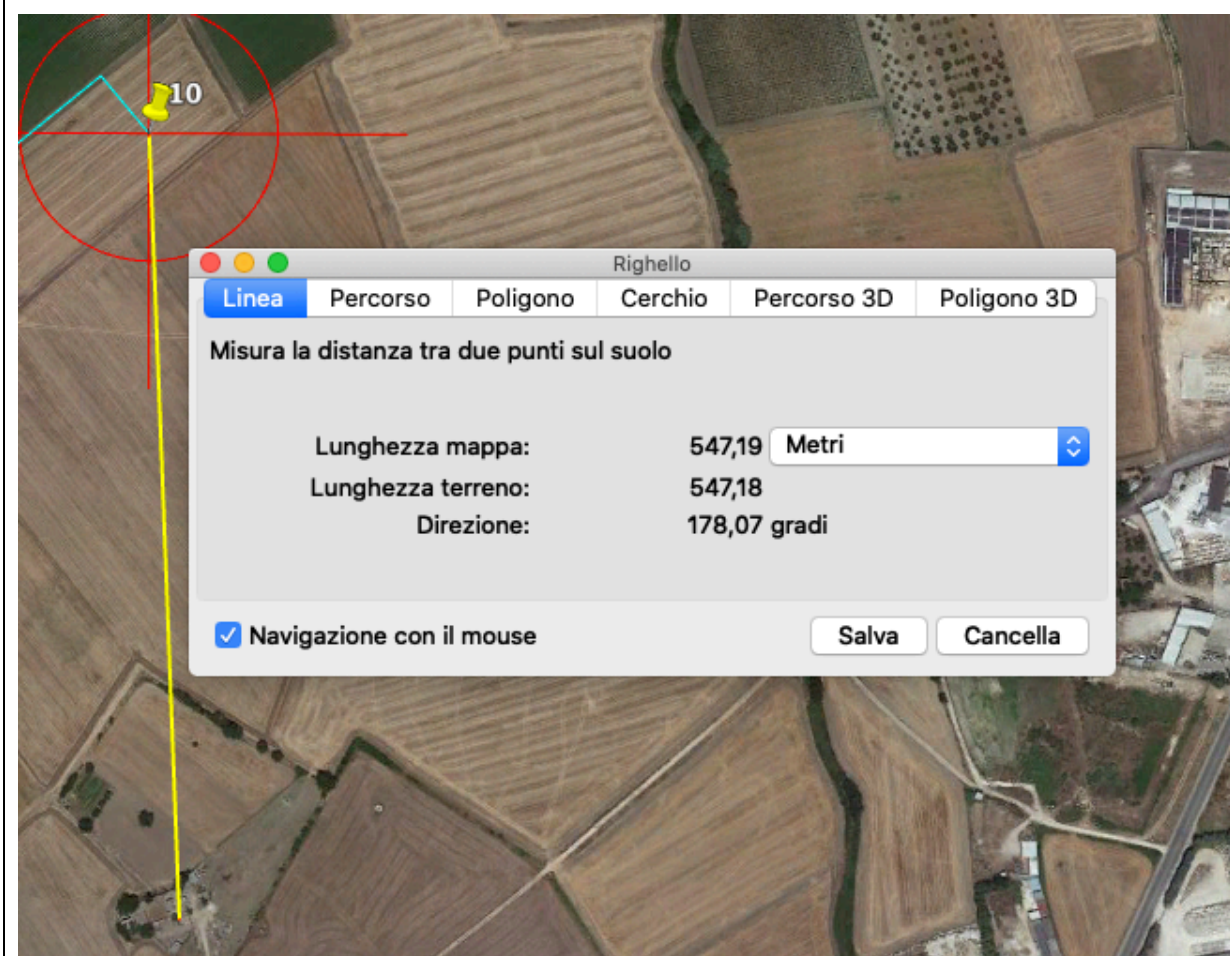 10
Righello
Linea Percorso Poligono Cerchio Percorso 3D Poligono 3D
Misura la distanza tra due punti sul suolo
Lunghezza mappa: 547,19 Metri
Lunghezza terreno: 547,18
Direzione: 178,07 gradi
Navigazione con il mouse Salva Cancella